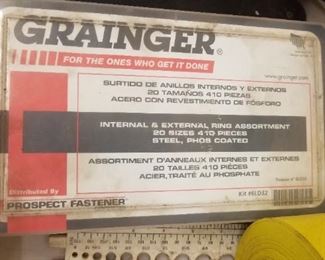 GRAINGER®
FOR THE ONES WHO GET IT DONE
www.grainger.com
SURTIDO DE ANILLOS INTERNOS Y EXTERNOS
20 TAMAÑOS 410 PIEZAS
ACERO CON REVESTIMENTO DE FÓSFORO
INTERNAL & EXTERNAL RING ASSORTMENT
20 SIZES 410 PIECES
STEEL, PHOS COATED
ASSORTIMENT D'ANNEAUX INTERNES ET EXTERNES
20 TAILLES 410 PIÈCES
ACIER, TRAITÉ AU PHOSPHATE
Distributed By
PROSPECT FASTENER